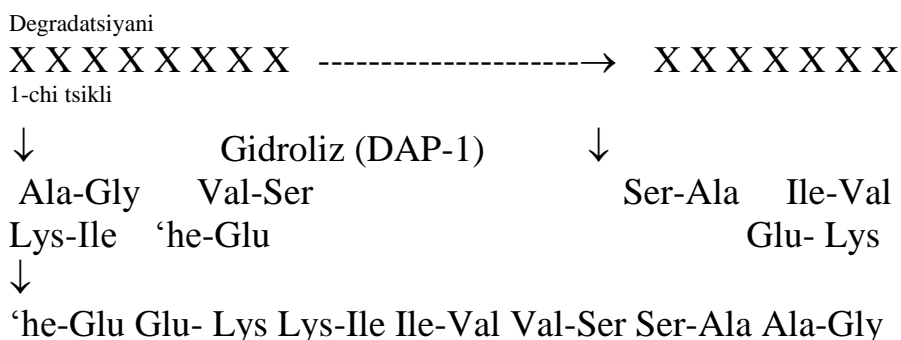 Degradatsiyani
X X X X X X X X ----------------------→ X X X X X X X
1-chi tsikli
↓ Gidroliz (DAP-1) ↓
Ala-Gly Val-Ser Ser-Ala Ile-Val
Lys-Ile ‘he-Glu Glu- Lys
↓
‘he-Glu Glu- Lys Lys-Ile Ile-Val Val-Ser Ser-Ala Ala-Gly